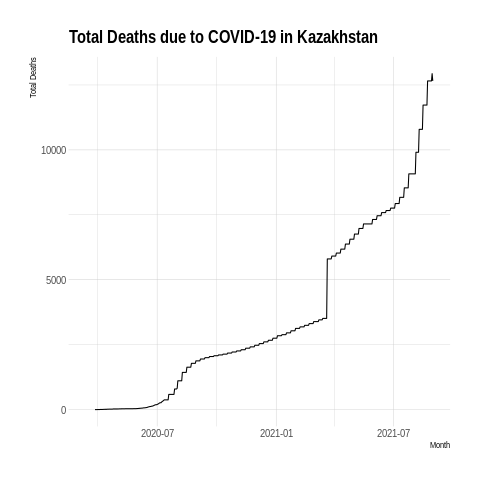 Total Deaths due to COVID-19 in Kazakhstan
Total Deaths
10000
5000
0
2020-07
2021-01
2021-07
Month